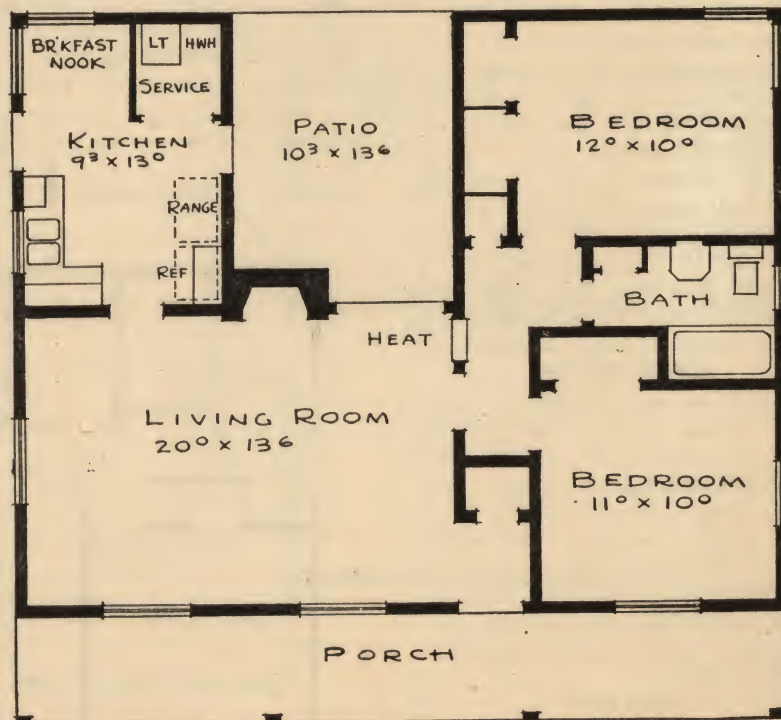 BR'KFAST
NOOK
LT HWH
SERVICE
KITCHEN
9³ x 13⁰
RANGE
REF
PATIO
10³ x 13⁶
BEDROOM
12⁰ x 10⁰
BATH
HEAT
LIVING ROOM
20⁰ x 13⁶
BEDROOM
11⁰ x 10⁰
PORCH